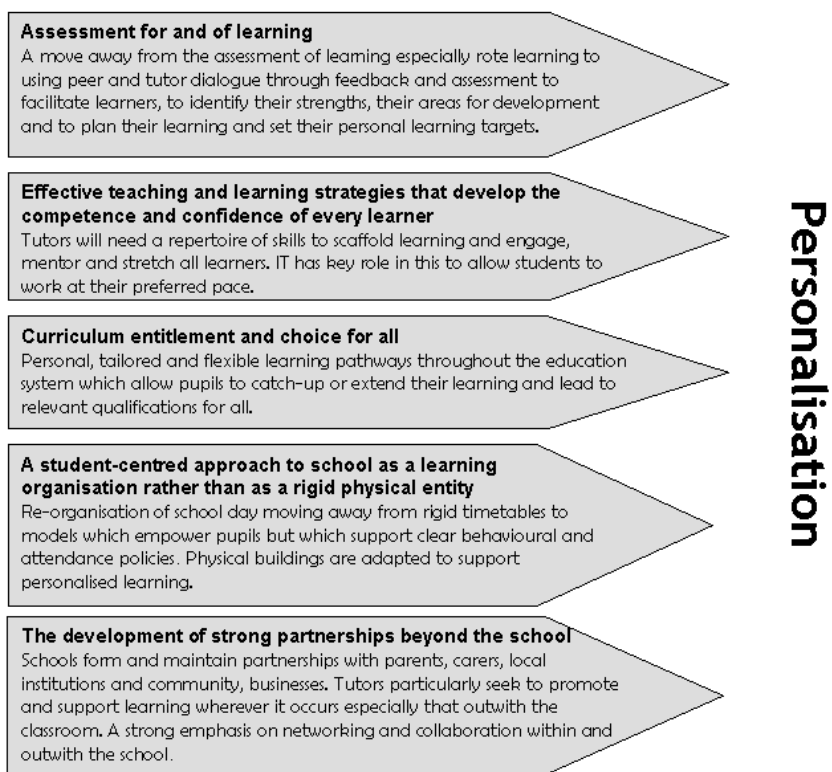 Assessment for and of learning
A move away from the assessment of learning especially rote learning to
using peer and tutor dialogue through feedback and assessment to
facilitate learners, to identify their strengths, their areas for development
and to plan their learning and set their personal learning targets.
Effective teaching and learning strategies that develop the
competence and confidence of every learner
Tutors will need a repertoire of skills to scaffold learning and engage,
mentor and stretch all learners. IT has key role in this to allow students to
work at their preferred pace.
Curriculum entitlement and choice for all
Personal, tailored and flexible learning pathways throughout the education
system which allow pupils to catch-up or extend their learning and lead to
relevant qualifications for all.
A student-centred approach to school as a learning
organisation rather than as a rigid physical entity
Re-organisation of school day moving away from rigid timetables to
models which empower pupils but which support clear behavioural and
attendance policies. Physical buildings are adapted to support
personalised learning.
The development of strong partnerships beyond the school
Schools form and maintain partnerships with parents, carers, local
institutions and community, businesses. Tutors particularly seek to promote
and support learning wherever it occurs especially that outwith the
classroom. A strong emphasis on networking and collaboration within and
outwith the school.
Personalisation